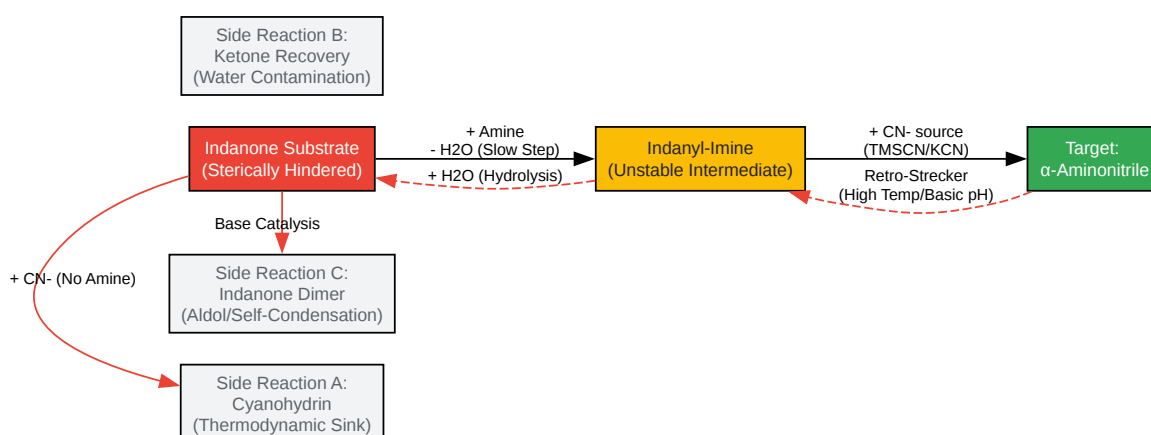 Side Reaction B:
Ketone Recovery
(Water Contamination)
Indanone Substrate
(Sterically Hindered)
+ Amine
- H2O (Slow Step)
+ H2O (Hydrolysis)
Indanyl-Imine
(Unstable Intermediate)
+ CN- source
(TMSCN/KCN)
Retro-Strecker
(High Temp/Basic pH)
Target:
α-Aminonitrile
Base Catalysis
+ CN- (No Amine)
Side Reaction C:
Indanone Dimer
(Aldol/Self-Condensation)
Side Reaction A:
Cyanohydrin
(Thermodynamic Sink)